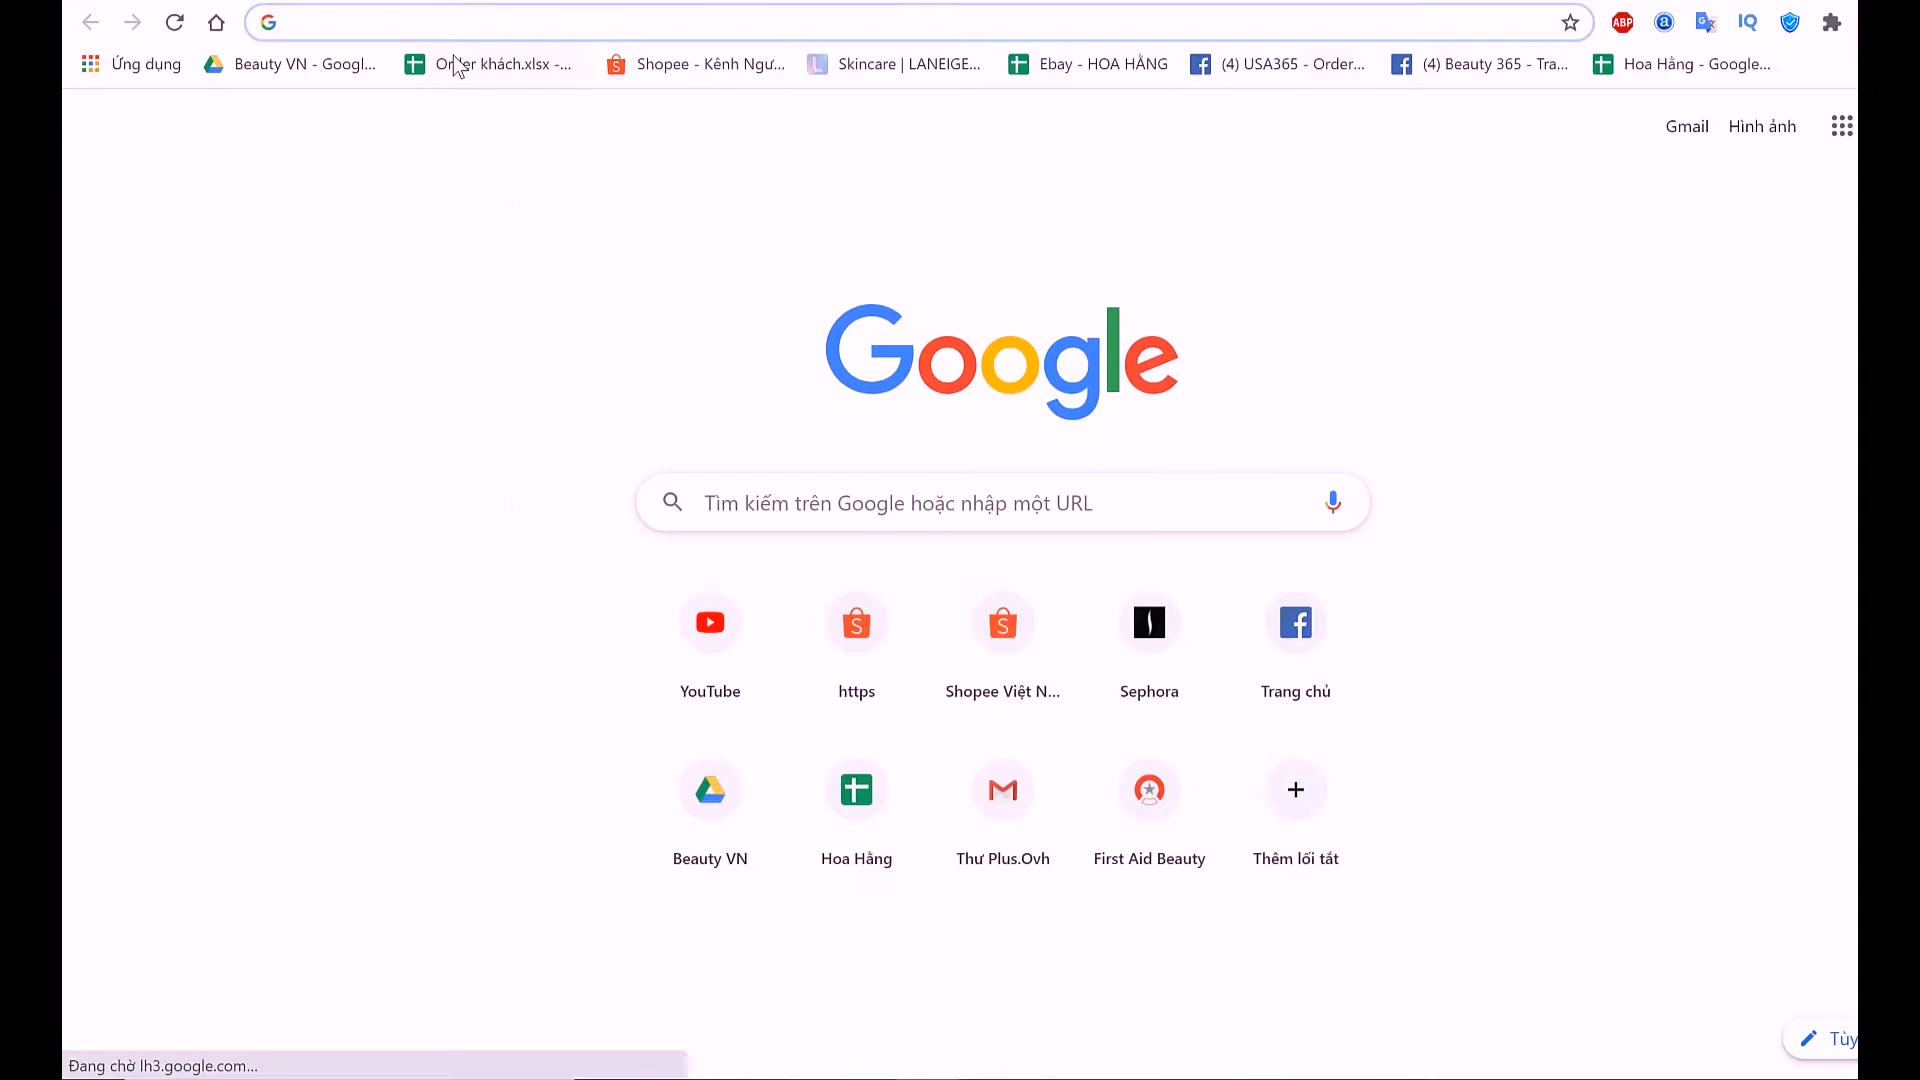 ABP a G IQ
Ứng dụng Beauty VN - Googl... Order khách.xlsx -... Shopee - Kênh Ngư... Skincare | LANEIGE... Ebay - HOA HẰNG (4) USA365 - Order... (4) Beauty 365 - Tra... Hoa Hằng - Google...
Gmail Hình ảnh
Google
Tìm kiếm trên Google hoặc nhập một URL
YouTube https Shopee Việt N... Sephora Trang chủ
Beauty VN Hoa Hằng Thư Plus.Ovh First Aid Beauty Thêm lối tắt
Tùy
Đang chờ lh3.google.com...